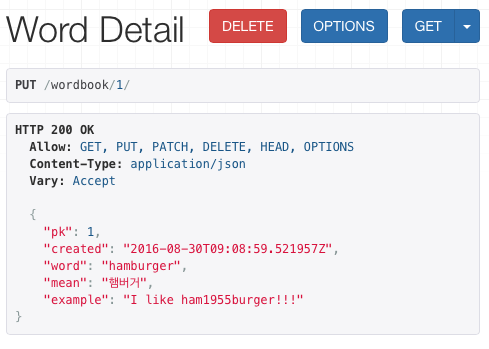 Word Detail
DELETE
OPTIONS
GET
PUT /wordbook/1/
HTTP 200 OK
Allow: GET, PUT, PATCH, DELETE, HEAD, OPTIONS
Content-Type: application/json
Vary: Accept
{
"pk": 1,
"created": "2016-08-30T09:08:59.521957Z",
"word": "hamburger",
"mean": "햄버거",
"example": "I like ham1955burger!!!"
}